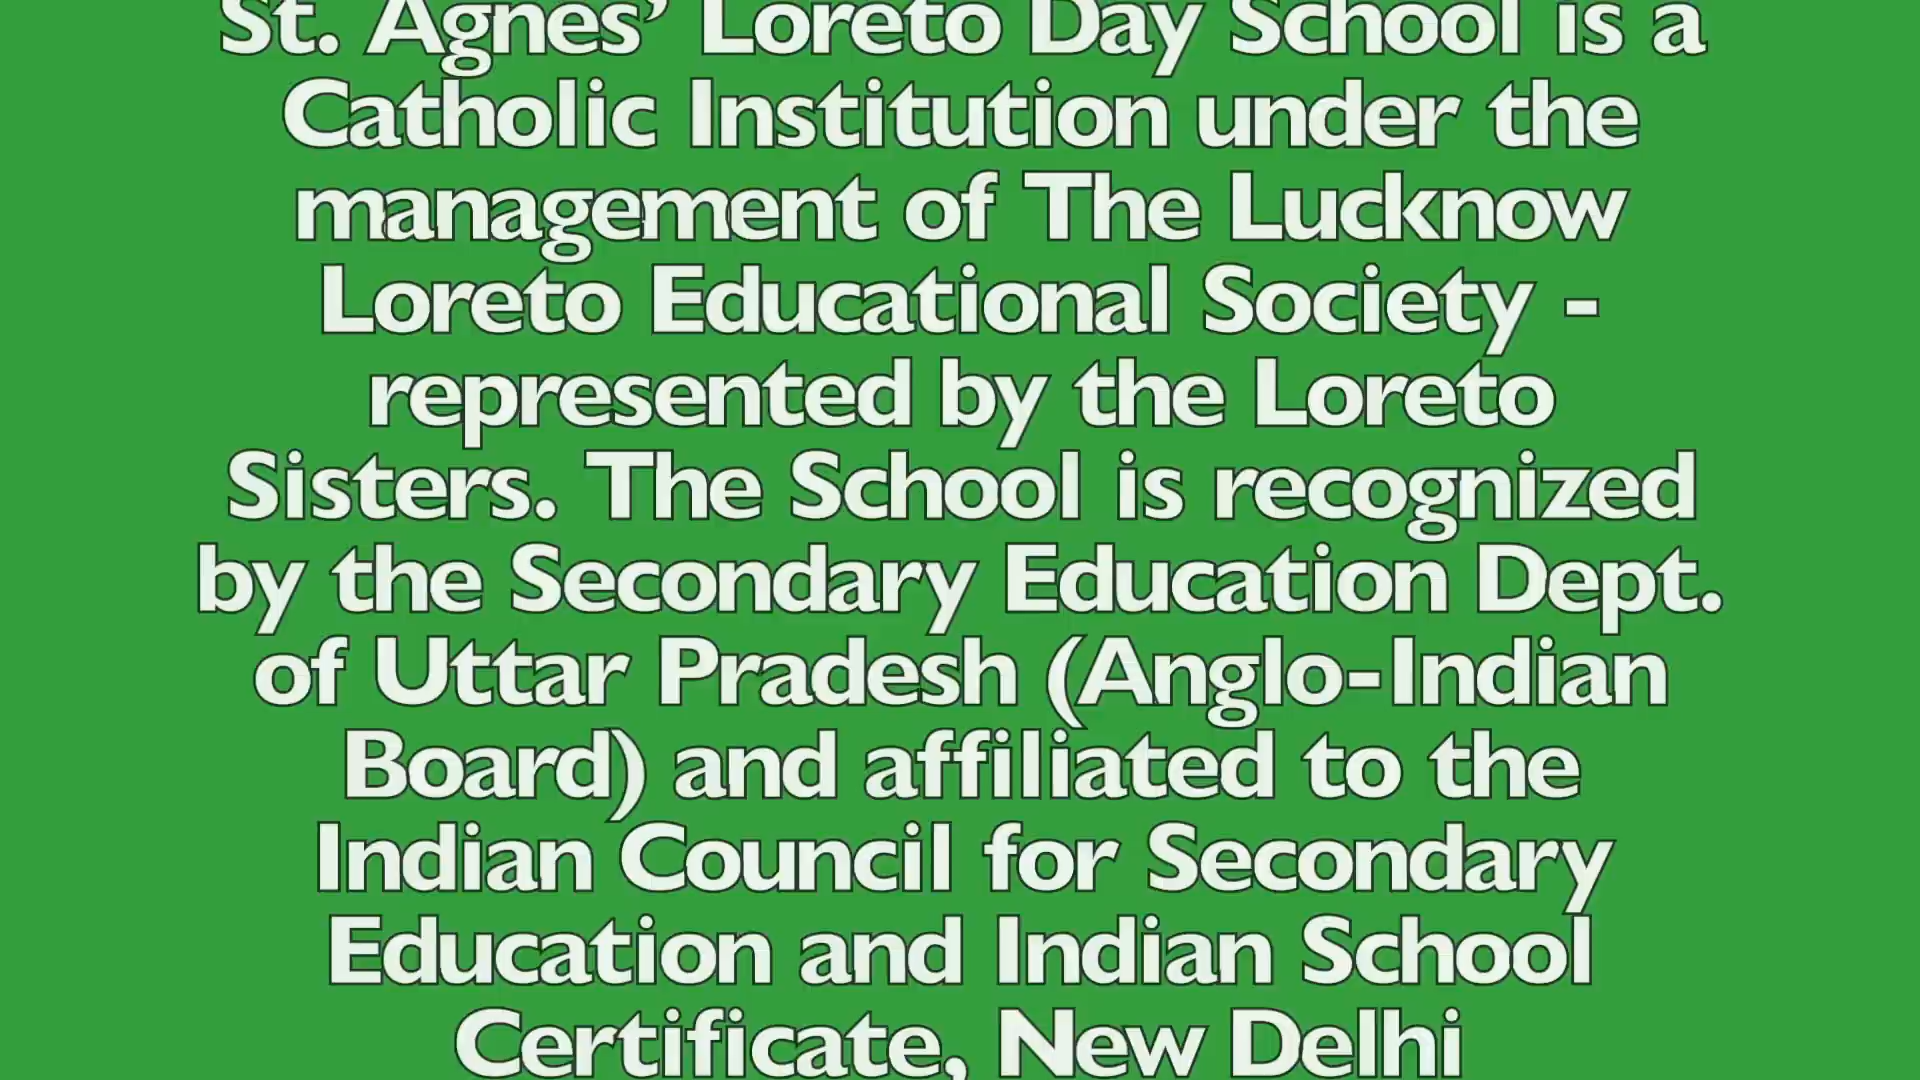 St. Agnes’ Loreto Day School is a
Catholic Institution under the
management of The Lucknow
Loreto Educational Society -
represented by the Loreto
Sisters. The School is recognized
by the Secondary Education Dept.
of Uttar Pradesh (Anglo-Indian
Board) and affiliated to the
Indian Council for Secondary
Education and Indian School
Certificate, New Delhi